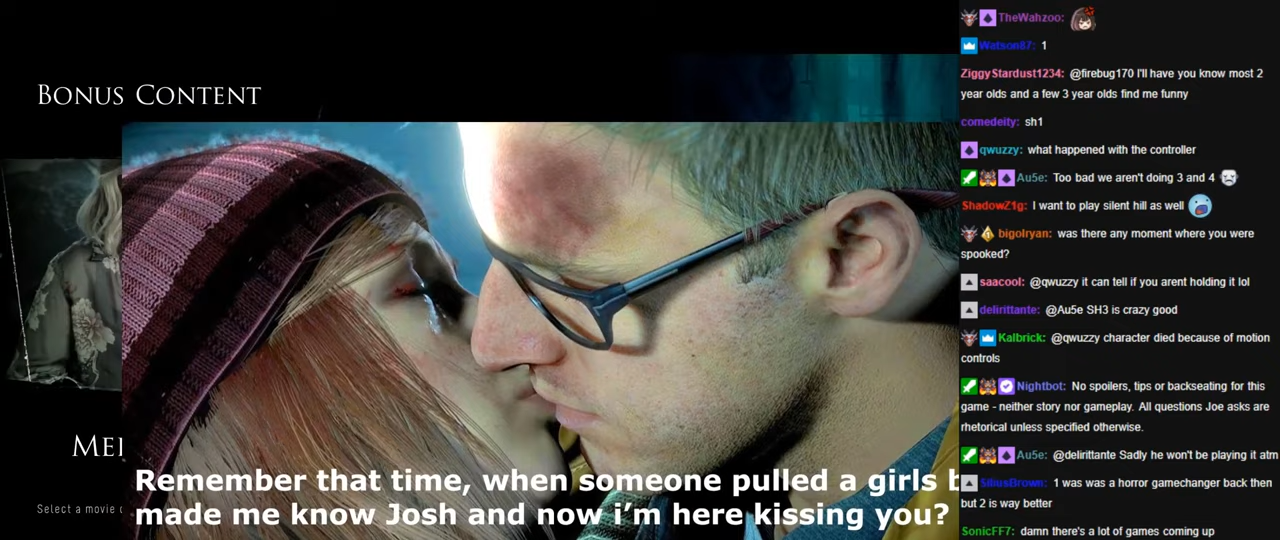 BONUS CONTENT
Select a movie
Remember that time, when someone pulled a girls
made me know Josh and now i'm here kissing you?
TheWahzoo:
Watson87: 1
ZiggyStardust1234: @firebug170 I'll have you know most 2
year olds and a few 3 year olds find me funny
comedeity: sh1
qwuzzy: what happened with the controller
Au5e: Too bad we aren't doing 3 and 4
ShadowZ1g: I want to play silent hill as well
bigolryan: was there any moment where you were
spooked?
saacool: @qwuzzy it can tell if you arent holding it lol
delirittante: @Au5e SH3 is crazy good
Kalbrick: @qwuzzy character died because of motion
controls
Nightbot: No spoilers, tips or backseating for this
game - neither story nor gameplay. All questions Joe asks are
rhetorical unless specified otherwise.
Au5e: @delirittante Sadly he won't be playing it atm
SiliusBrown: 1 was was a horror gamechanger back then
but 2 is way better
SonicFF7: damn there's a lot of games coming up